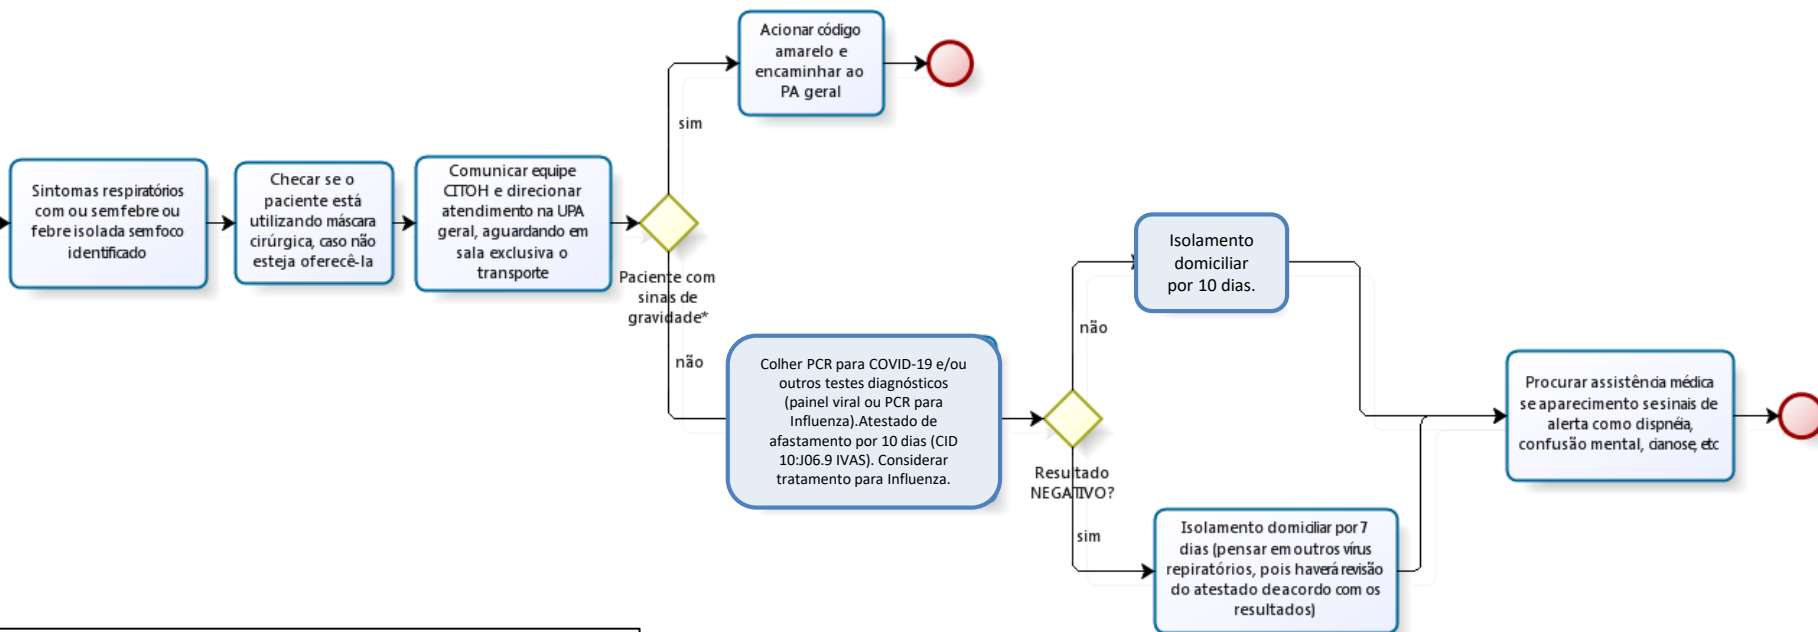 Acionar código
amarelo e
encaminhar ao
PA geral
sim
Sintomas respiratórios
com ou sem febre ou
febre isolada sem foco
identificado
Checar se o
paciente está
utilizando máscara
cirúrgica, caso não
esteja oferecê-la
Comunicar equipe
CITOH e direcionar
atendimento na UPA
geral, aguardando em
sala exclusiva o
transporte
Paciente com
sinas de
gravidade*
não
Colher PCR para COVID-19 e/ou
outros testes diagnósticos
(painel viral ou PCR para
Influenza).Atestado de
afastamento por 10 dias (CID
10:J06.9 IVAS). Considerar
tratamento para Influenza.
Resultado
NEGATIVO?
não
Isolamento
domiciliar
por 10 dias.
sim
Isolamento domiciliar por 7
dias (pensar em outros vírus
repiratórios, pois haverá revisão
do atestado de acordo com os
resultados)
Procurar assistência médica
se aparecimento se sinais de
alerta como dispnéia,
confusão mental, cianose, etc